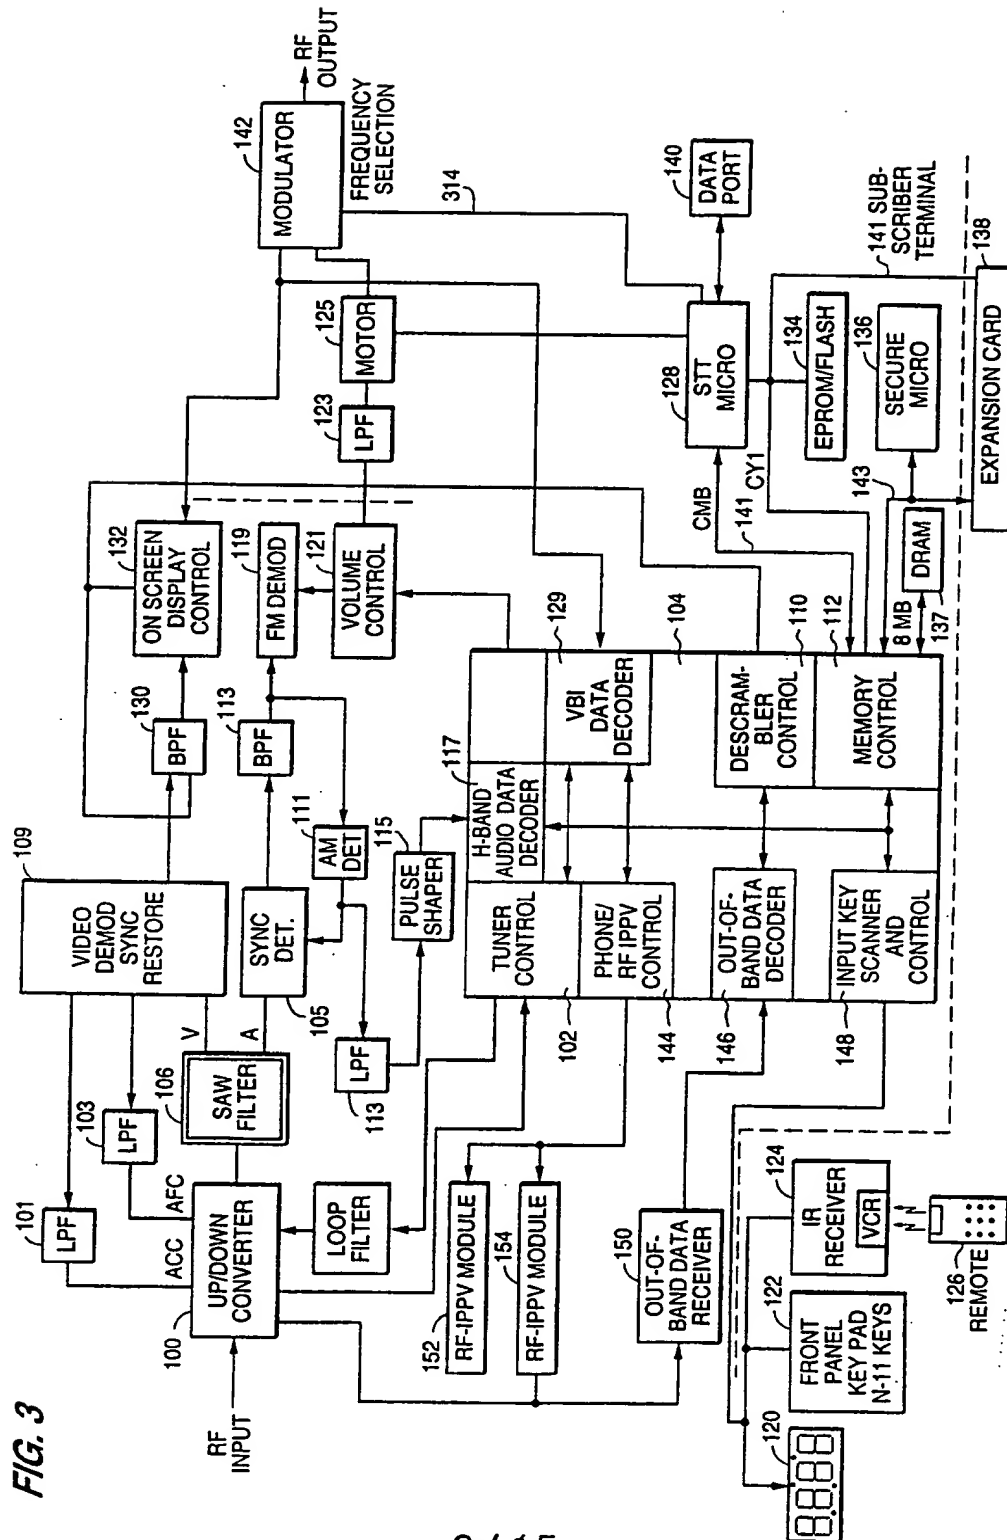 FIG. 3
RF
INPUT
100
UP/DOWN
CONVERTER
ACC
AFC
101
LPF
103
LPF
106
SAW
FILTER
V
A
109
VIDEO
DEMOD
SYNC
RESTORE
105
SYNC
DET.
130
BPF
113
BPF
132
ON SCREEN
DISPLAY
CONTROL
119
FM DEMOD
121
VOLUME
CONTROL
123
LPF
125
MOTOR
142
MODULATOR
RF
OUTPUT
FREQUENCY
SELECTION
314
LOOP
FILTER
LPF
113
111
AM
DET
115
PULSE
SHAPER
117
H-BAND
AUDIO DATA
DECODER
152
RF-IPPV MODULE
154
RF-IPPV MODULE
TUNER
CONTROL
102
PHONE/
RF IPPV
CONTROL
144
VBI
DATA
DECODER
129
104
150
OUT-OF-
BAND DATA
RECEIVER
146
OUT-OF-
BAND DATA
DECODER
DESCRAM-
BLER
CONTROL
110
148
INPUT KEY
SCANNER
AND
CONTROL
MEMORY
CONTROL
112
CMB
141
CY1
128
STT
MICRO
140
DATA
PORT
134
EPROM/FLASH
136
SECURE
MICRO
143
8 MB
DRAM
137
141 SUB-
SCRIBER
TERMINAL
138
EXPANSION CARD
120
88:88
122
FRONT
PANEL
KEY PAD
N-11 KEYS
124
IR
RECEIVER
VCR
126
REMOTE